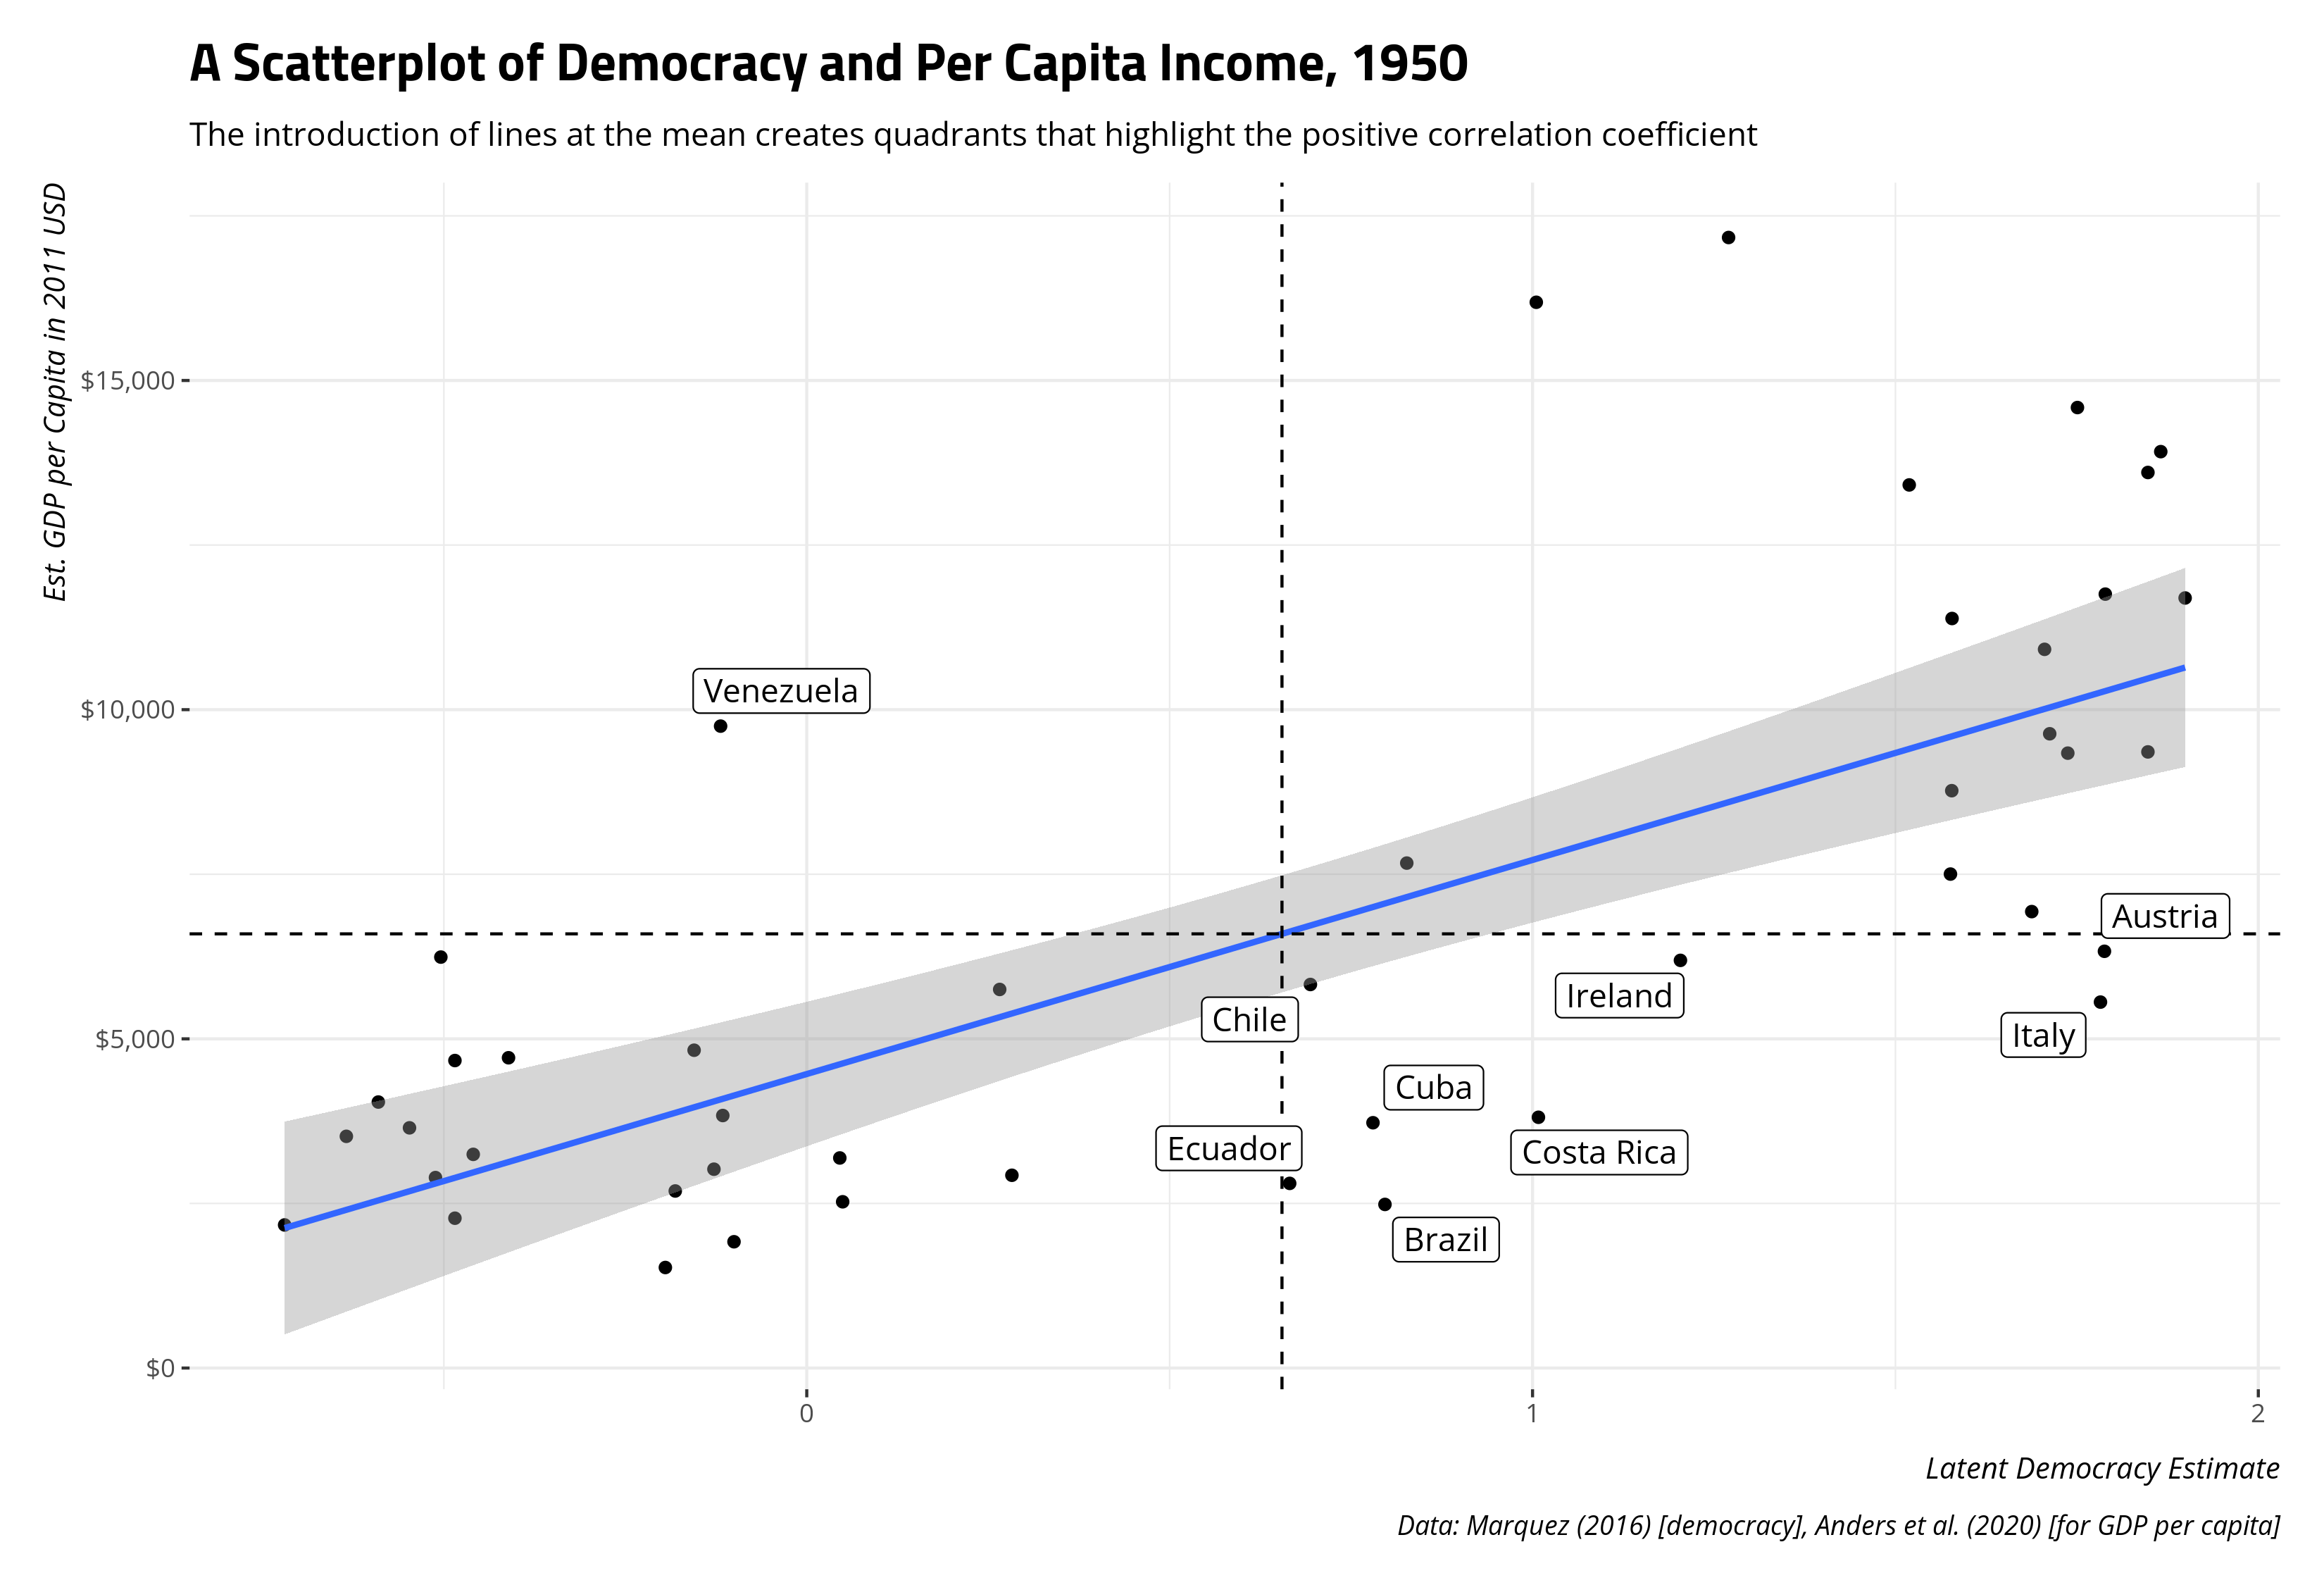 A Scatterplot of Democracy and Per Capita Income, 1950
The introduction of lines at the mean creates quadrants that highlight the positive correlation coefficient
Est. GDP per Capita in 2011 USD
$15,000
$10,000
$5,000
$0
Venezuela
Austria
Ireland
Chile
Italy
Cuba
Ecuador
Costa Rica
Brazil
0
1
2
Latent Democracy Estimate
Data: Marquez (2016) [democracy], Anders et al. (2020) [for GDP per capita]